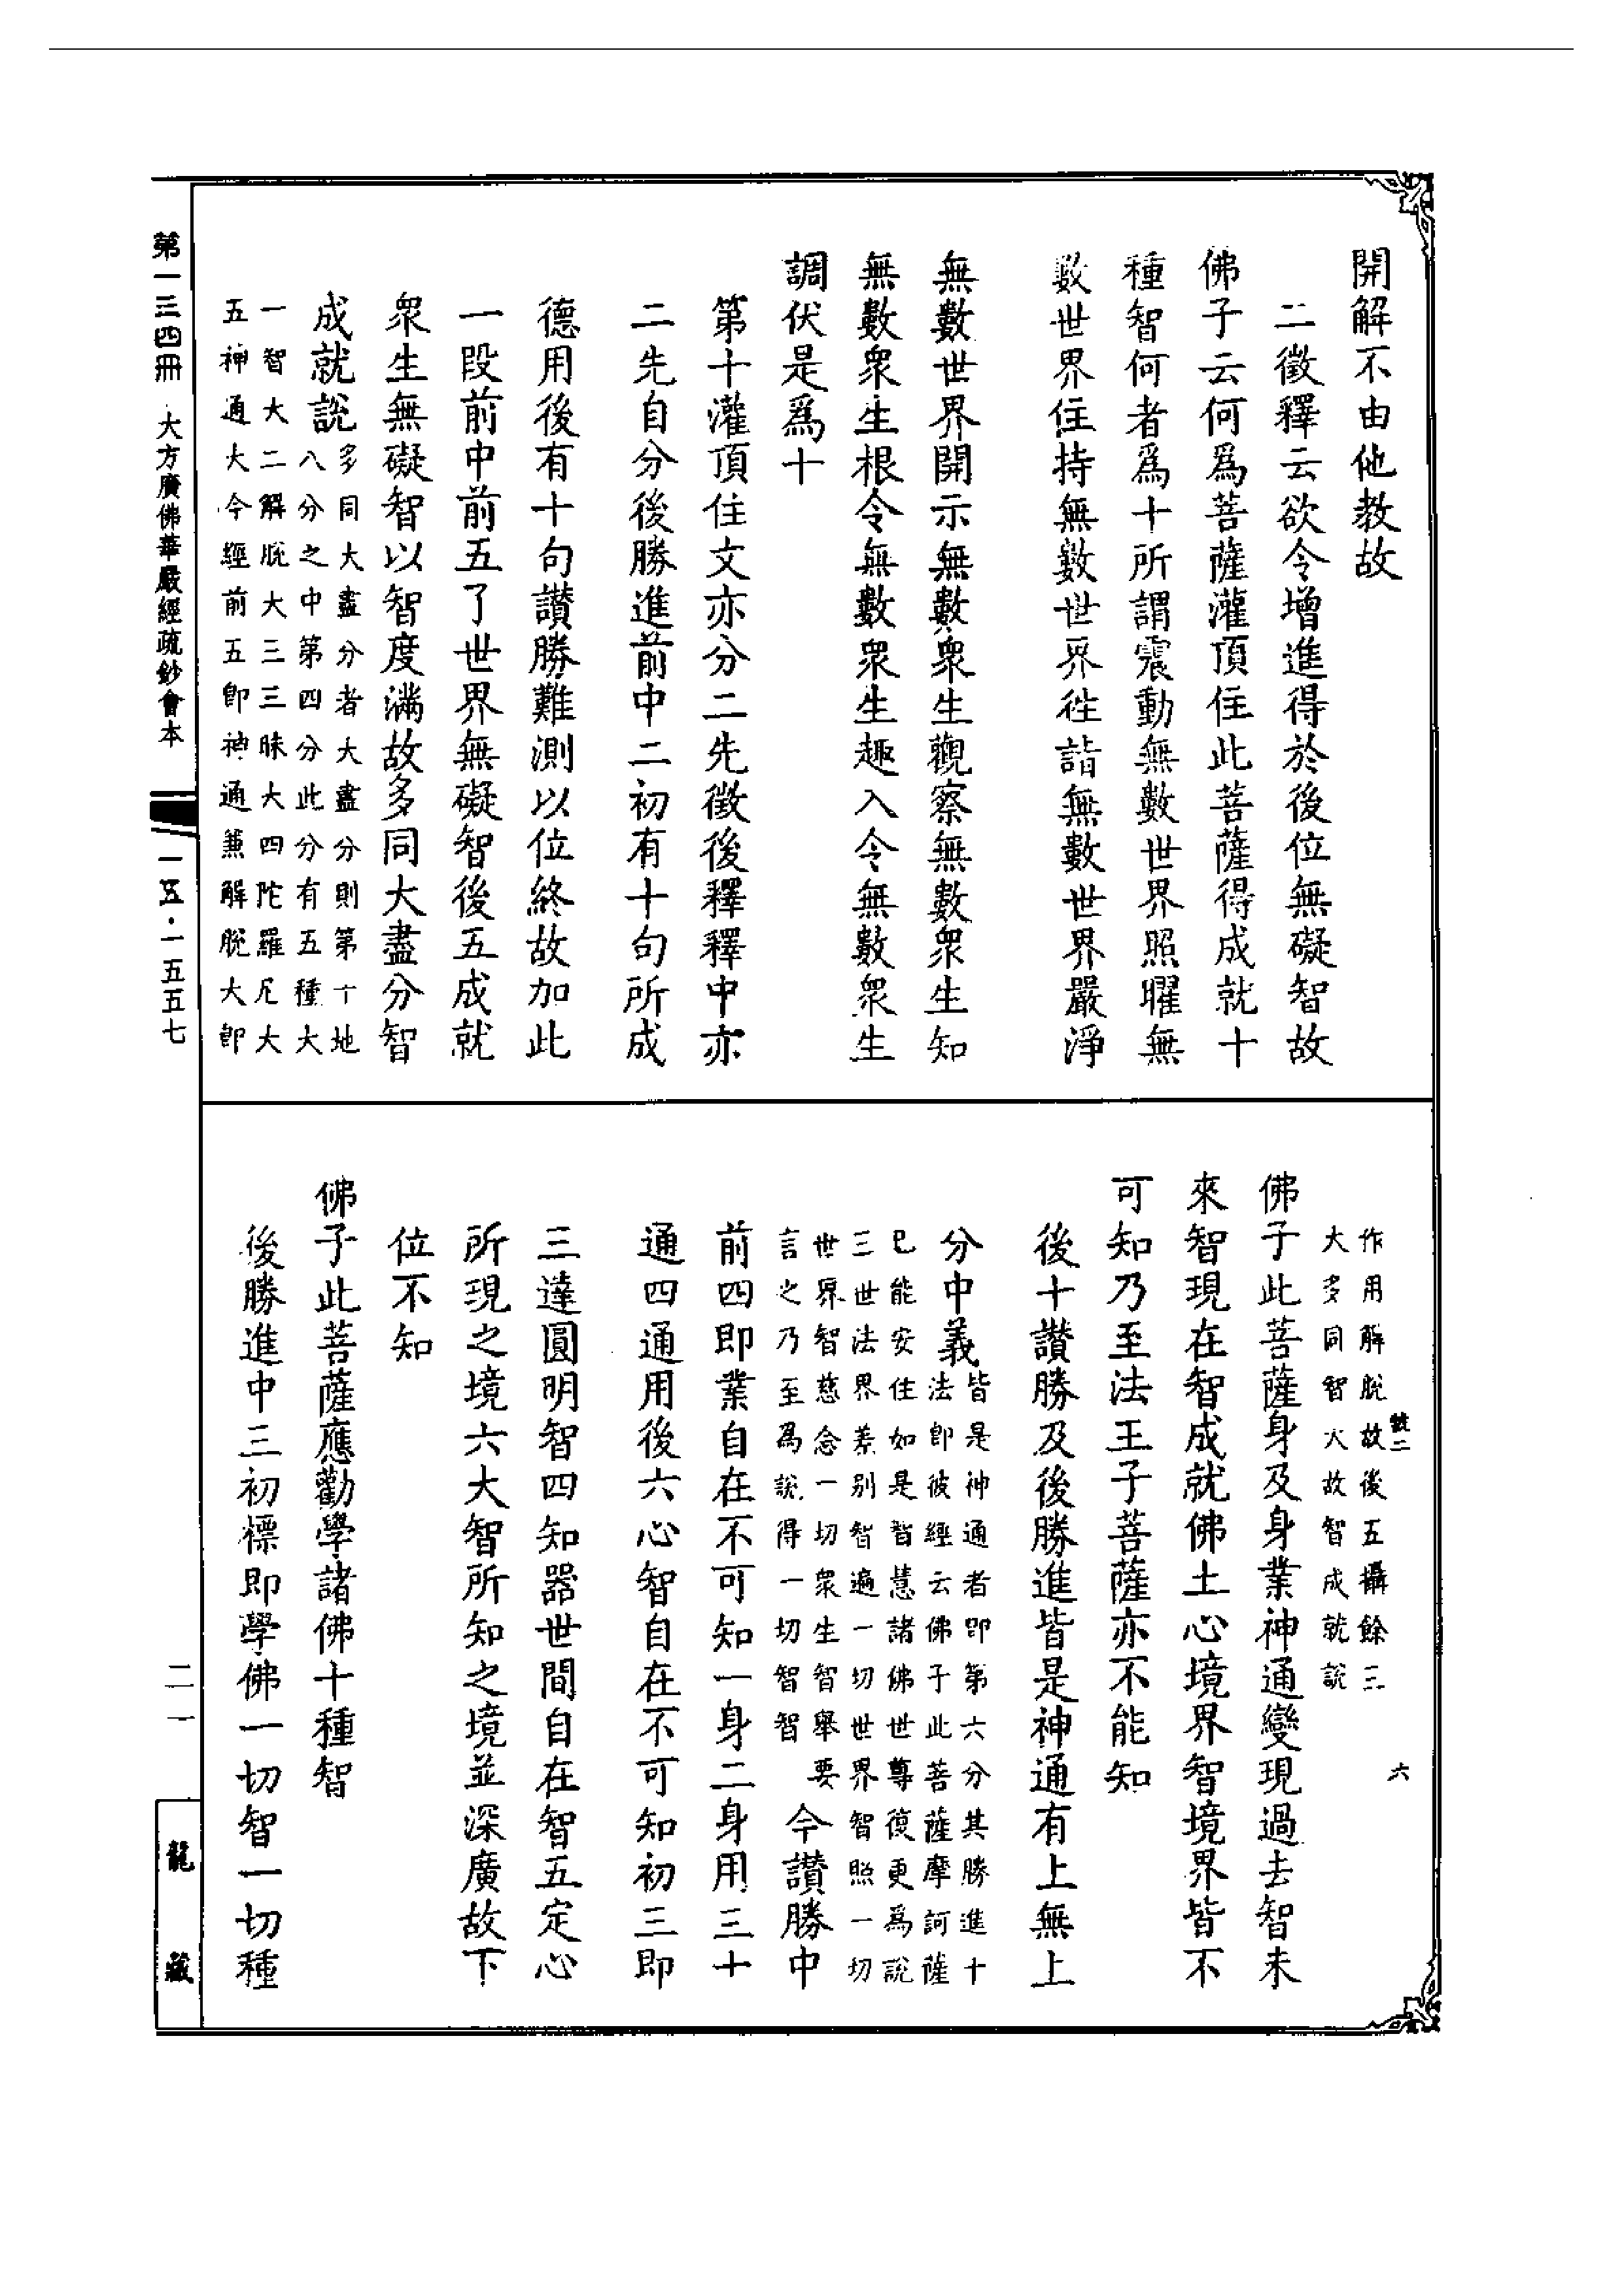 開解不由他教故
二徵釋云欲令增進得於後位無礙智故
佛子云何爲菩薩灌頂住此菩薩得成就十
種智何者爲十所謂震動無數世界照曜無
數世界住持無數世界往詣無數世界嚴淨
無數世界開示無數衆生觀察無數衆生知
無數衆生根令無數衆生趣入令無數衆生
調伏是爲十
第十灌頂住文亦分二先徵後釋釋中亦
二先自分後勝進前中二初有十句所成
德用後有十句讚勝難測以位終故加此
一段前中前五了世界無礙智後五成就
衆生無礙智以智度滿故多同大盡分智
成就說
多同大盡分者大盡分則第十地
八分之中第四分此分有五種大
一智大二解脫大三三昧大四陀羅尼大
五神通大今經前五即神通兼解脫大即
作用解脫故後五攝餘三
大多同智大故智成就說
佛子此菩薩身及身業神通變現過去智未
來智現在智成就佛土心境界智境界皆不
可知乃至法王子菩薩亦不能知
後十讚勝及後勝進皆是神通有上無上
分中義
皆是神通者即第六分其勝進十
法即彼經云佛子此菩薩摩訶薩
已能安住如是智慧諸佛世尊復更爲說
三世法界差別智遍一切世界智照一切
世界智慈念一切衆生智舉要
言之乃至爲說得一切智智
今讚勝中
前四即業自在不可知一身二身用三十
通四通用後六心智自在不可知初三即
三達圓明智四知器世間自在智五定心
所現之境六大智所知之境並深廣故下
位不知
佛子此菩薩應勸學諸佛十種智
後勝進中三初標即學佛一切智一切種
第一三四冊 大方廣佛華嚴經疏鈔會本 一五·一五五七
二一
龍藏
號二
六